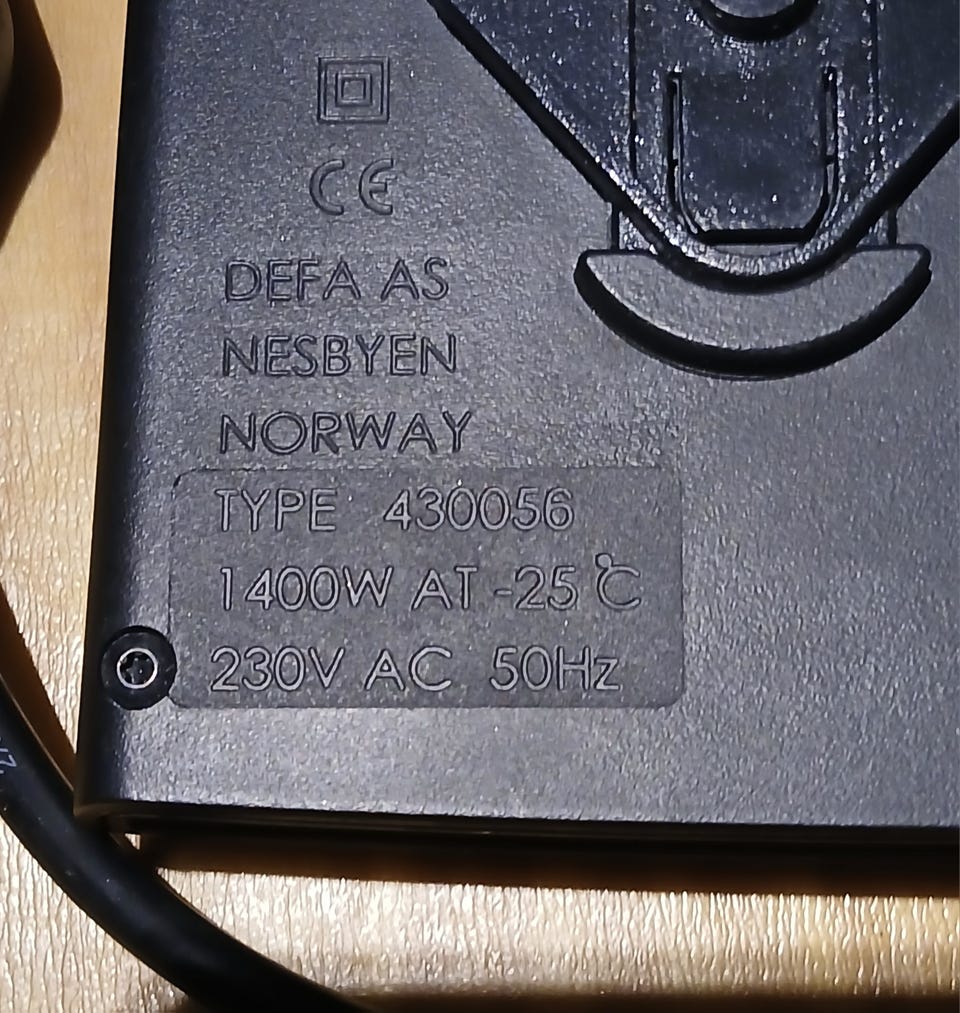 CE
DEFA AS
NESBYEN
NORWAY
TYPE 430056
1400W AT -25 °C
230V AC 50Hz